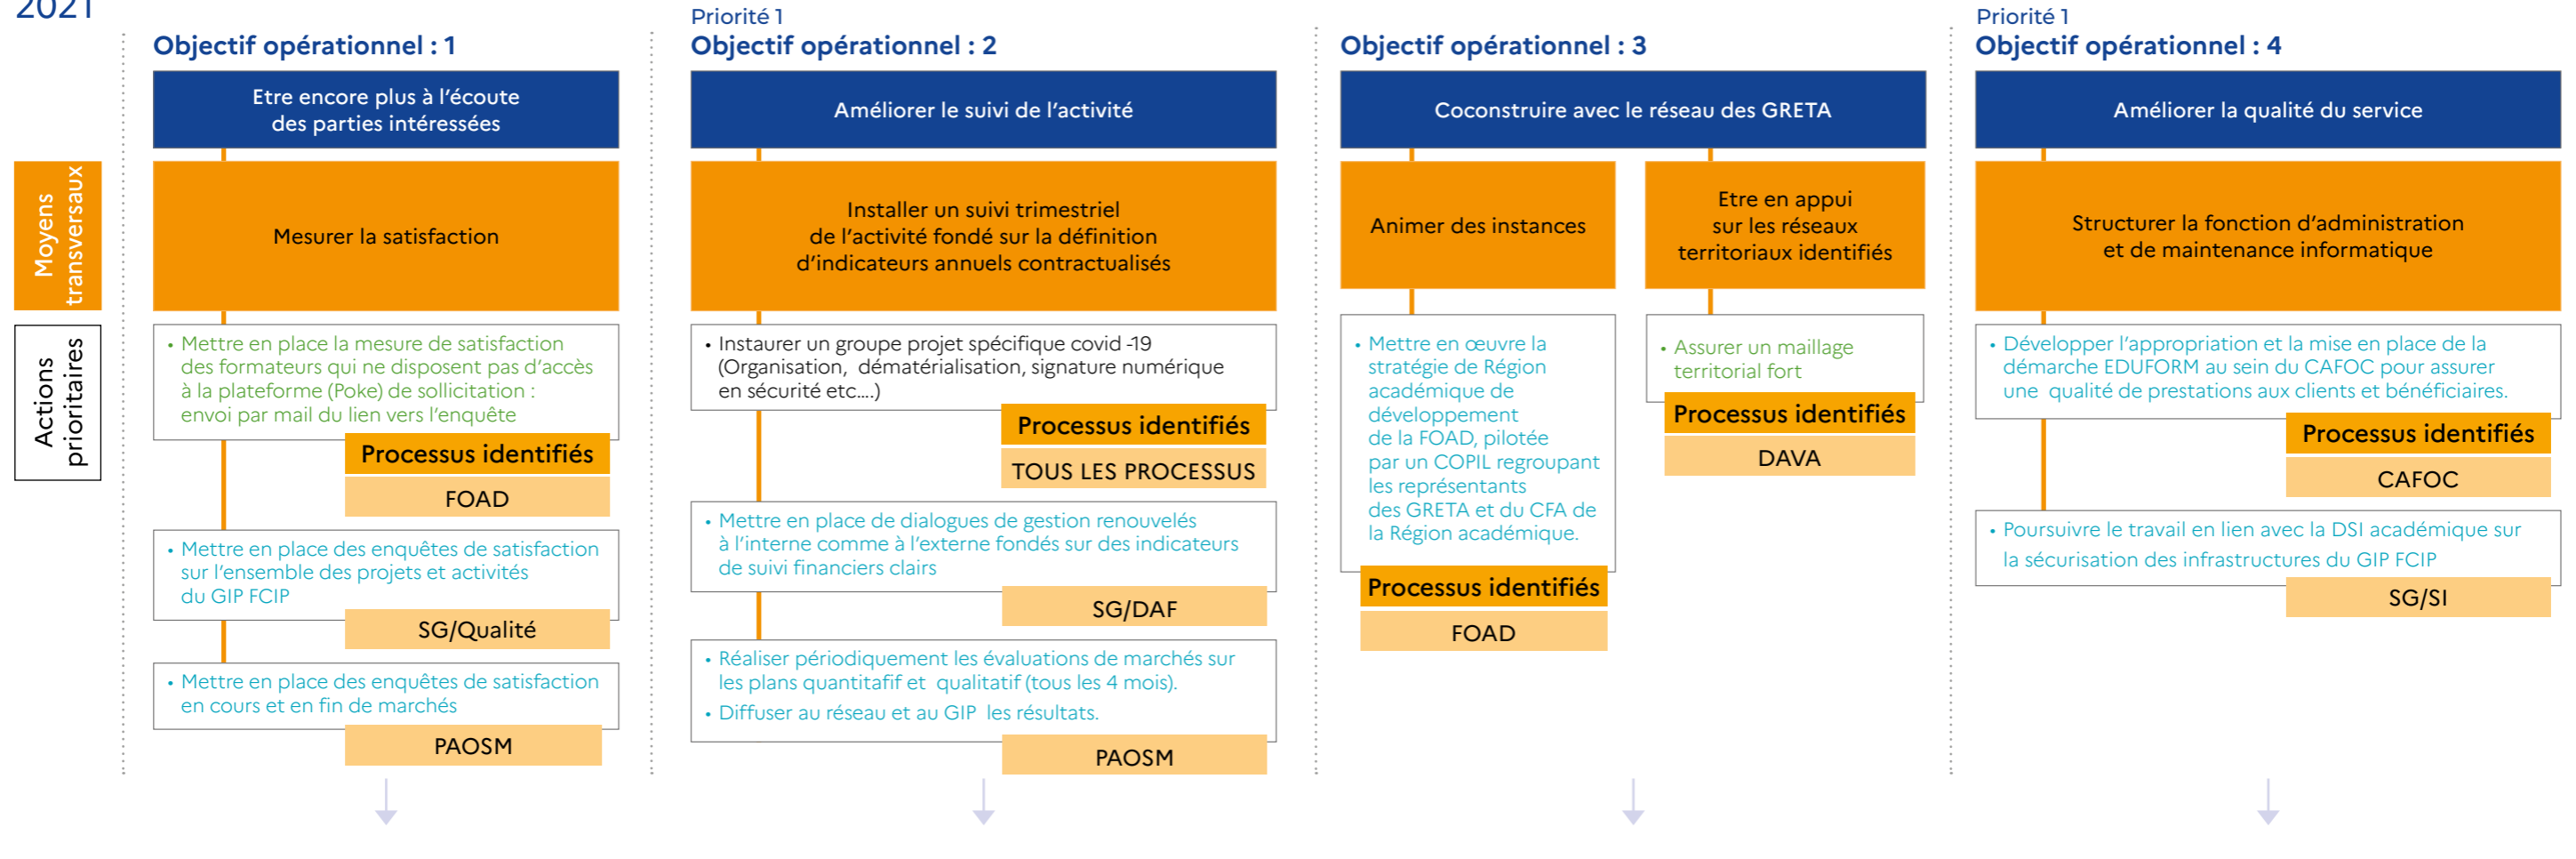 2021
Objectif opérationnel : 1
Etre encore plus à l'écoute
des parties intéressées
Moyens
transversaux
Mesurer la satisfaction
Actions
prioritaires
• Mettre en place la mesure de satisfaction
des formateurs qui ne disposent pas d'accès
à la plateforme (Poke) de sollicitation :
envoi par mail du lien vers l'enquête
Processus identifiés
FOAD
• Mettre en place des enquêtes de satisfaction
sur l'ensemble des projets et activités
du GIP FCIP
SG/Qualité
• Mettre en place des enquêtes de satisfaction
en cours et en fin de marchés
PAOSM
Priorité 1
Objectif opérationnel : 2
Améliorer le suivi de l'activité
Installer un suivi trimestriel
de l'activité fondé sur la définition
d'indicateurs annuels contractualisés
• Instaurer un groupe projet spécifique covid -19
(Organisation, dématérialisation, signature numérique
en sécurité etc....)
Processus identifiés
TOUS LES PROCESSUS
• Mettre en place de dialogues de gestion renouvelés
à l'interne comme à l'externe fondés sur des indicateurs
de suivi financiers clairs
SG/DAF
• Réaliser périodiquement les évaluations de marchés sur
les plans quantitafif et qualitatif (tous les 4 mois).
• Diffuser au réseau et au GIP les résultats.
PAOSM
Objectif opérationnel : 3
Coconstruire avec le réseau des GRETA
Animer des instances
• Mettre en œuvre la
stratégie de Région
académique de
développement
de la FOAD, pilotée
par un COPIL regroupant
les représentants
des GRETA et du CFA de
la Région académique.
Processus identifiés
FOAD
Etre en appui
sur les réseaux
territoriaux identifiés
• Assurer un maillage
territorial fort
Processus identifiés
DAVA
Priorité 1
Objectif opérationnel : 4
Améliorer la qualité du service
Structurer la fonction d'administration
et de maintenance informatique
• Développer l'appropriation et la mise en place de la
démarche EDUFORM au sein du CAFOC pour assurer
une qualité de prestations aux clients et bénéficiaires.
Processus identifiés
CAFOC
• Poursuivre le travail en lien avec la DSI académique sur
la sécurisation des infrastructures du GIP FCIP
SG/SI